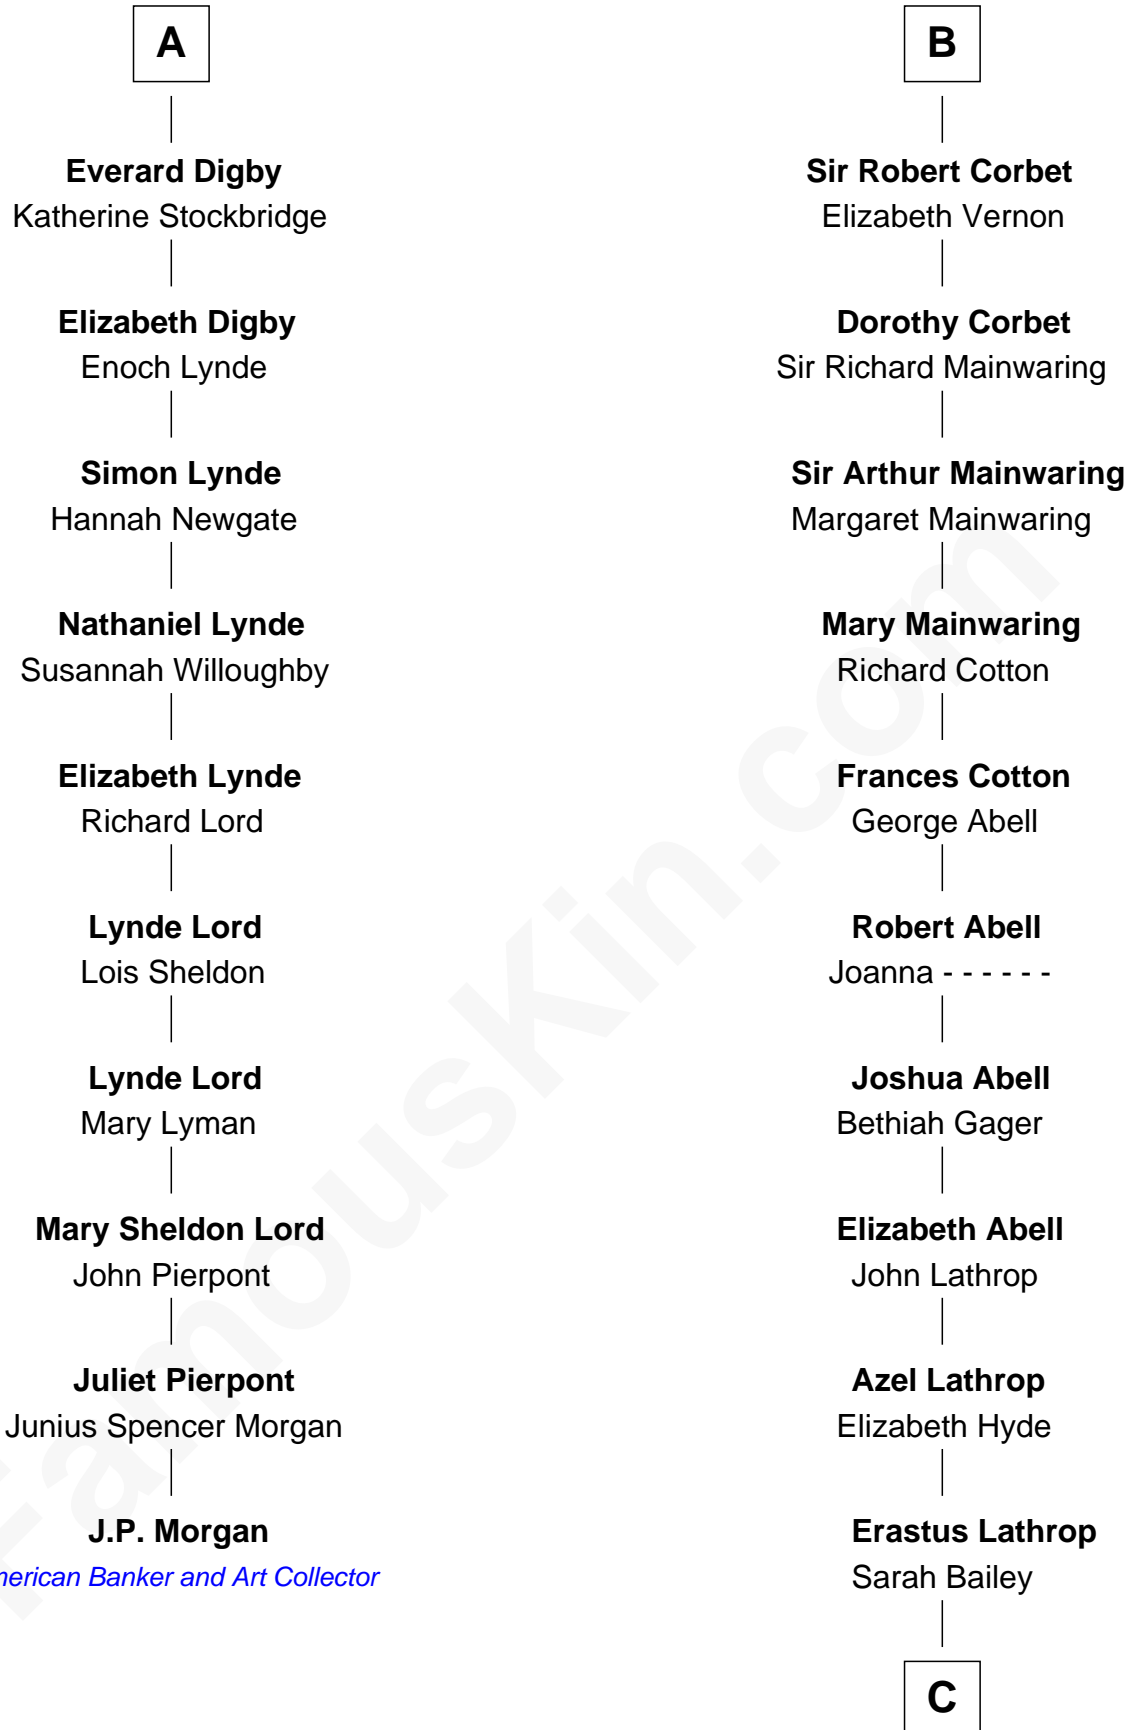 A
Everard Digby
Katherine Stockbridge
Elizabeth Digby
Enoch Lynde
Simon Lynde
Hannah Newgate
Nathaniel Lynde
Susannah Willoughby
Elizabeth Lynde
Richard Lord
Lynde Lord
Lois Sheldon
Lynde Lord
Mary Lyman
Mary Sheldon Lord
John Pierpont
Juliet Pierpont
Junius Spencer Morgan
J.P. Morgan
merican Banker and Art Collector
B
Sir Robert Corbet
Elizabeth Vernon
Dorothy Corbet
Sir Richard Mainwaring
Sir Arthur Mainwaring
Margaret Mainwaring
Mary Mainwaring
Richard Cotton
Frances Cotton
George Abell
Robert Abell
Joanna - - - - - -
Joshua Abell
Bethiah Gager
Elizabeth Abell
John Lathrop
Azel Lathrop
Elizabeth Hyde
Erastus Lathrop
Sarah Bailey
C
FamousKin.com